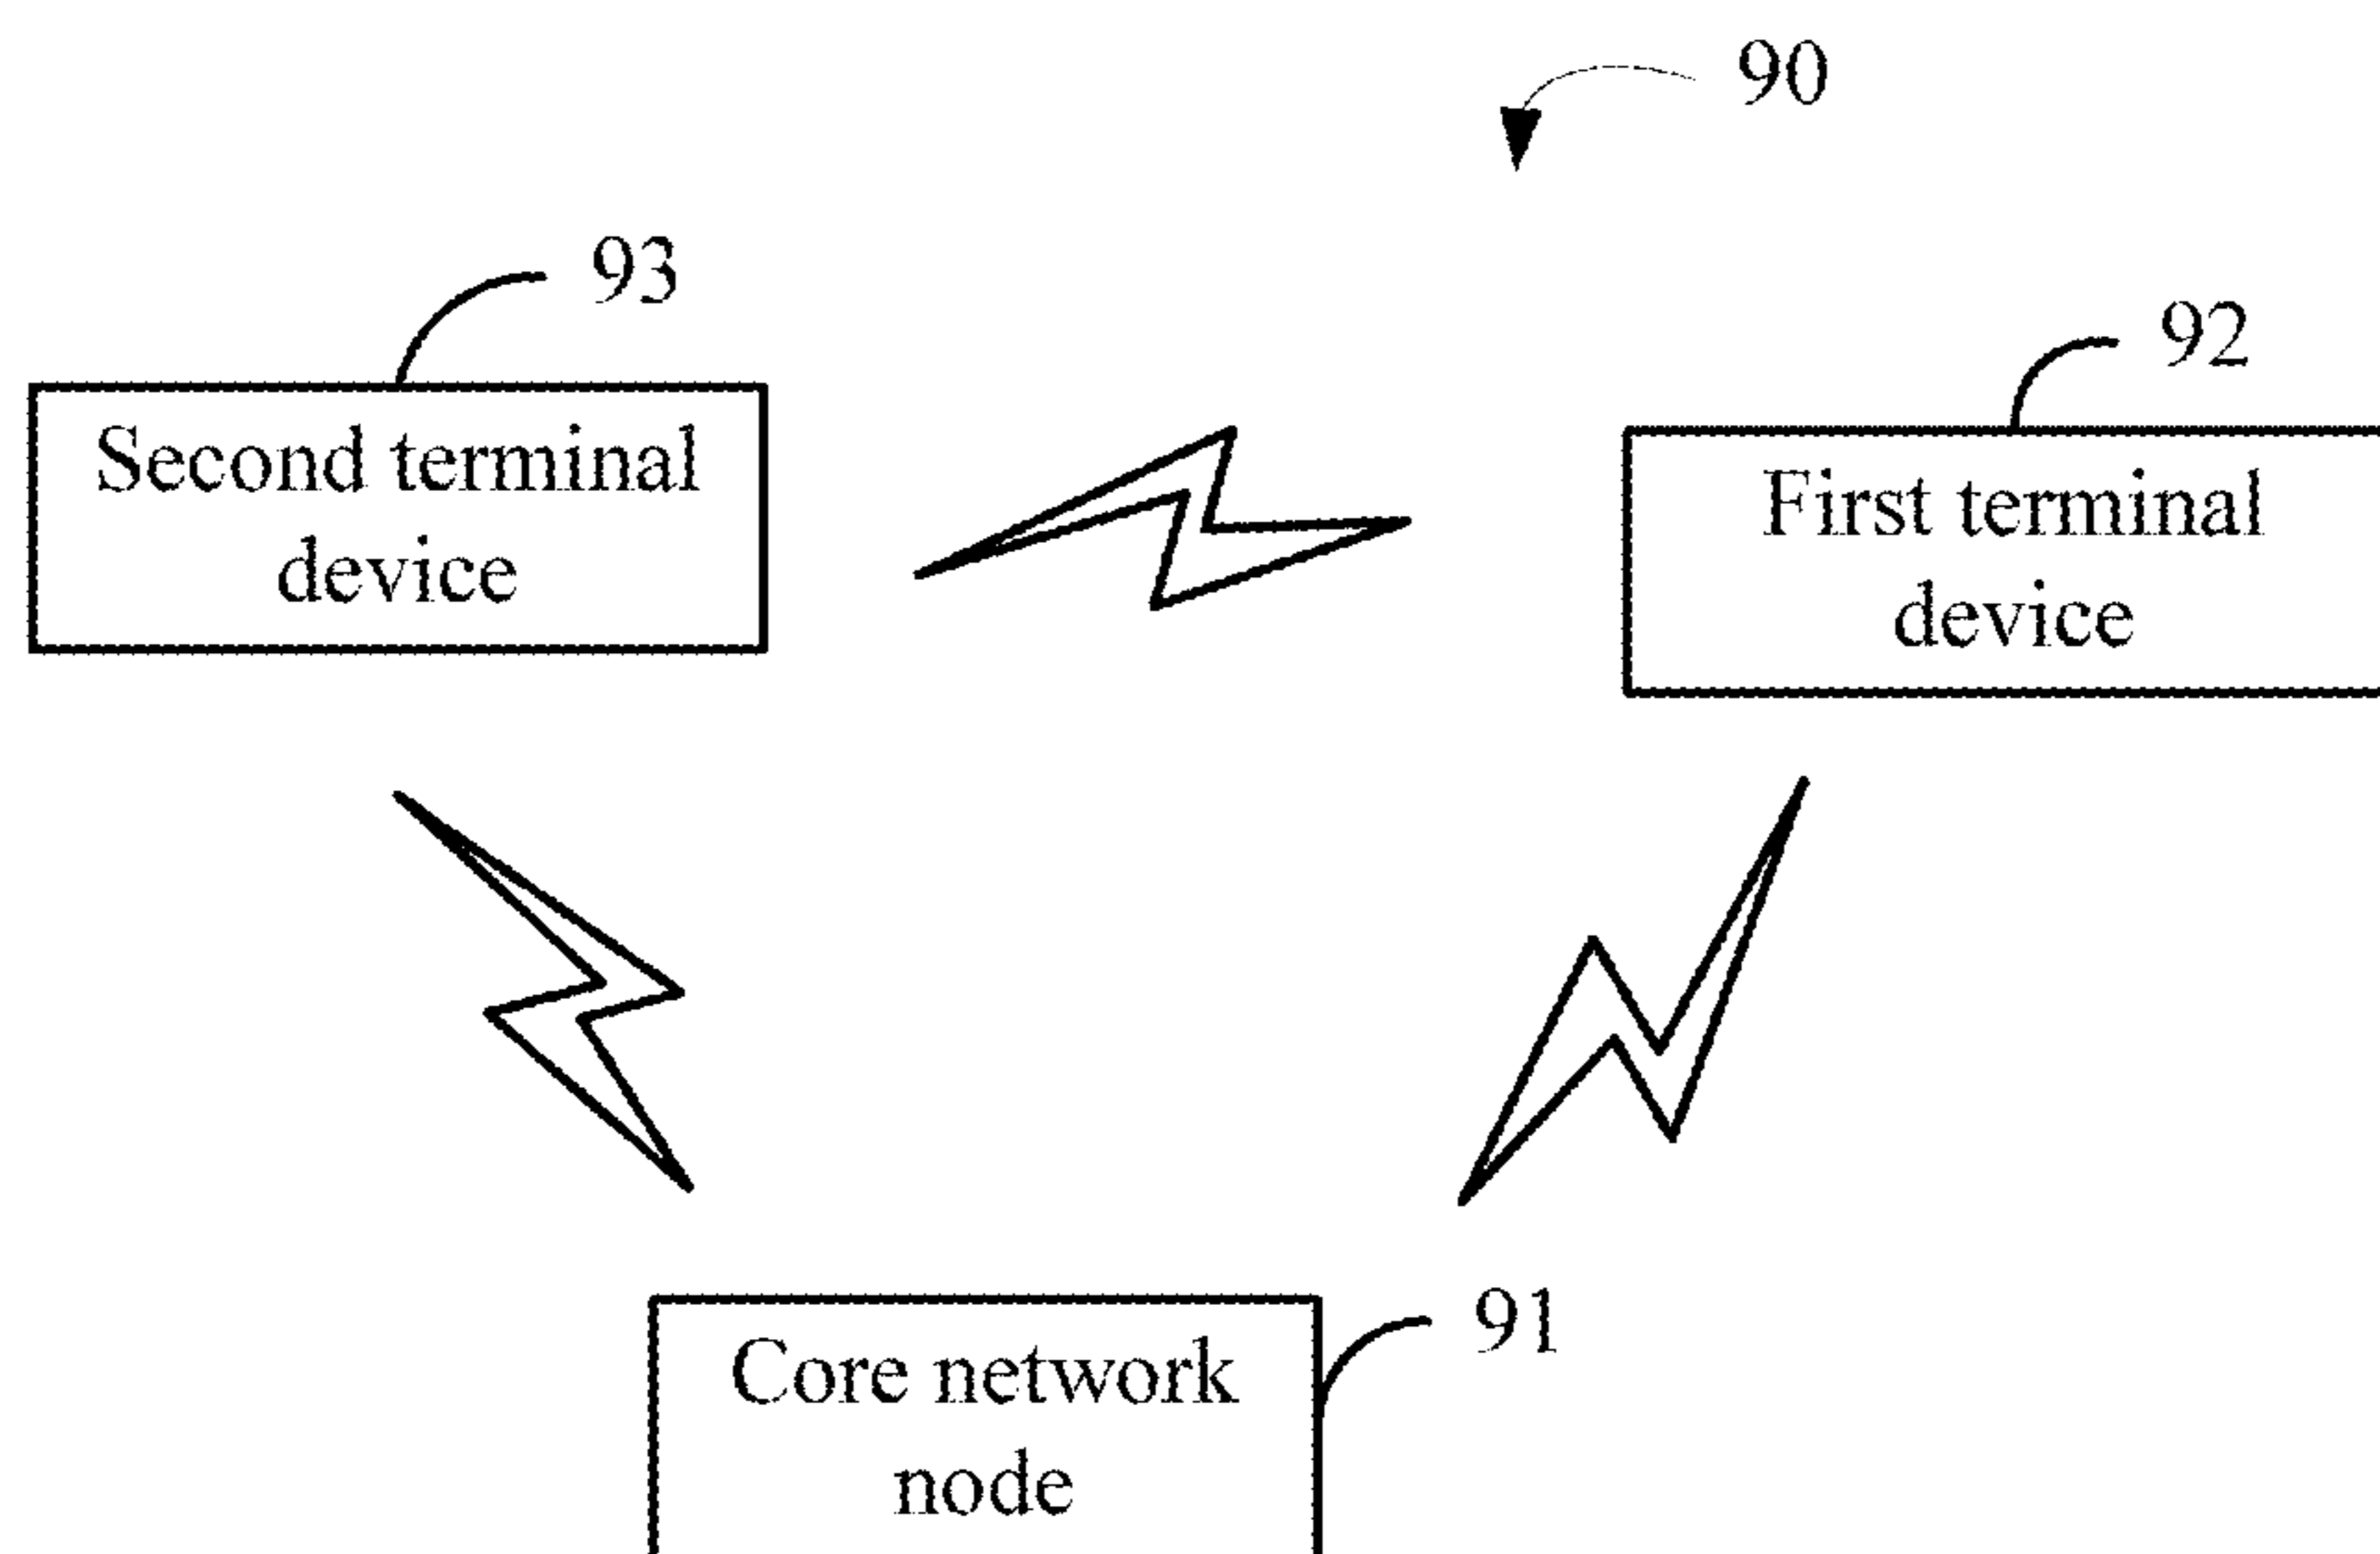 90
93
92
Second terminal
device
First terminal
device
91
Core network
node